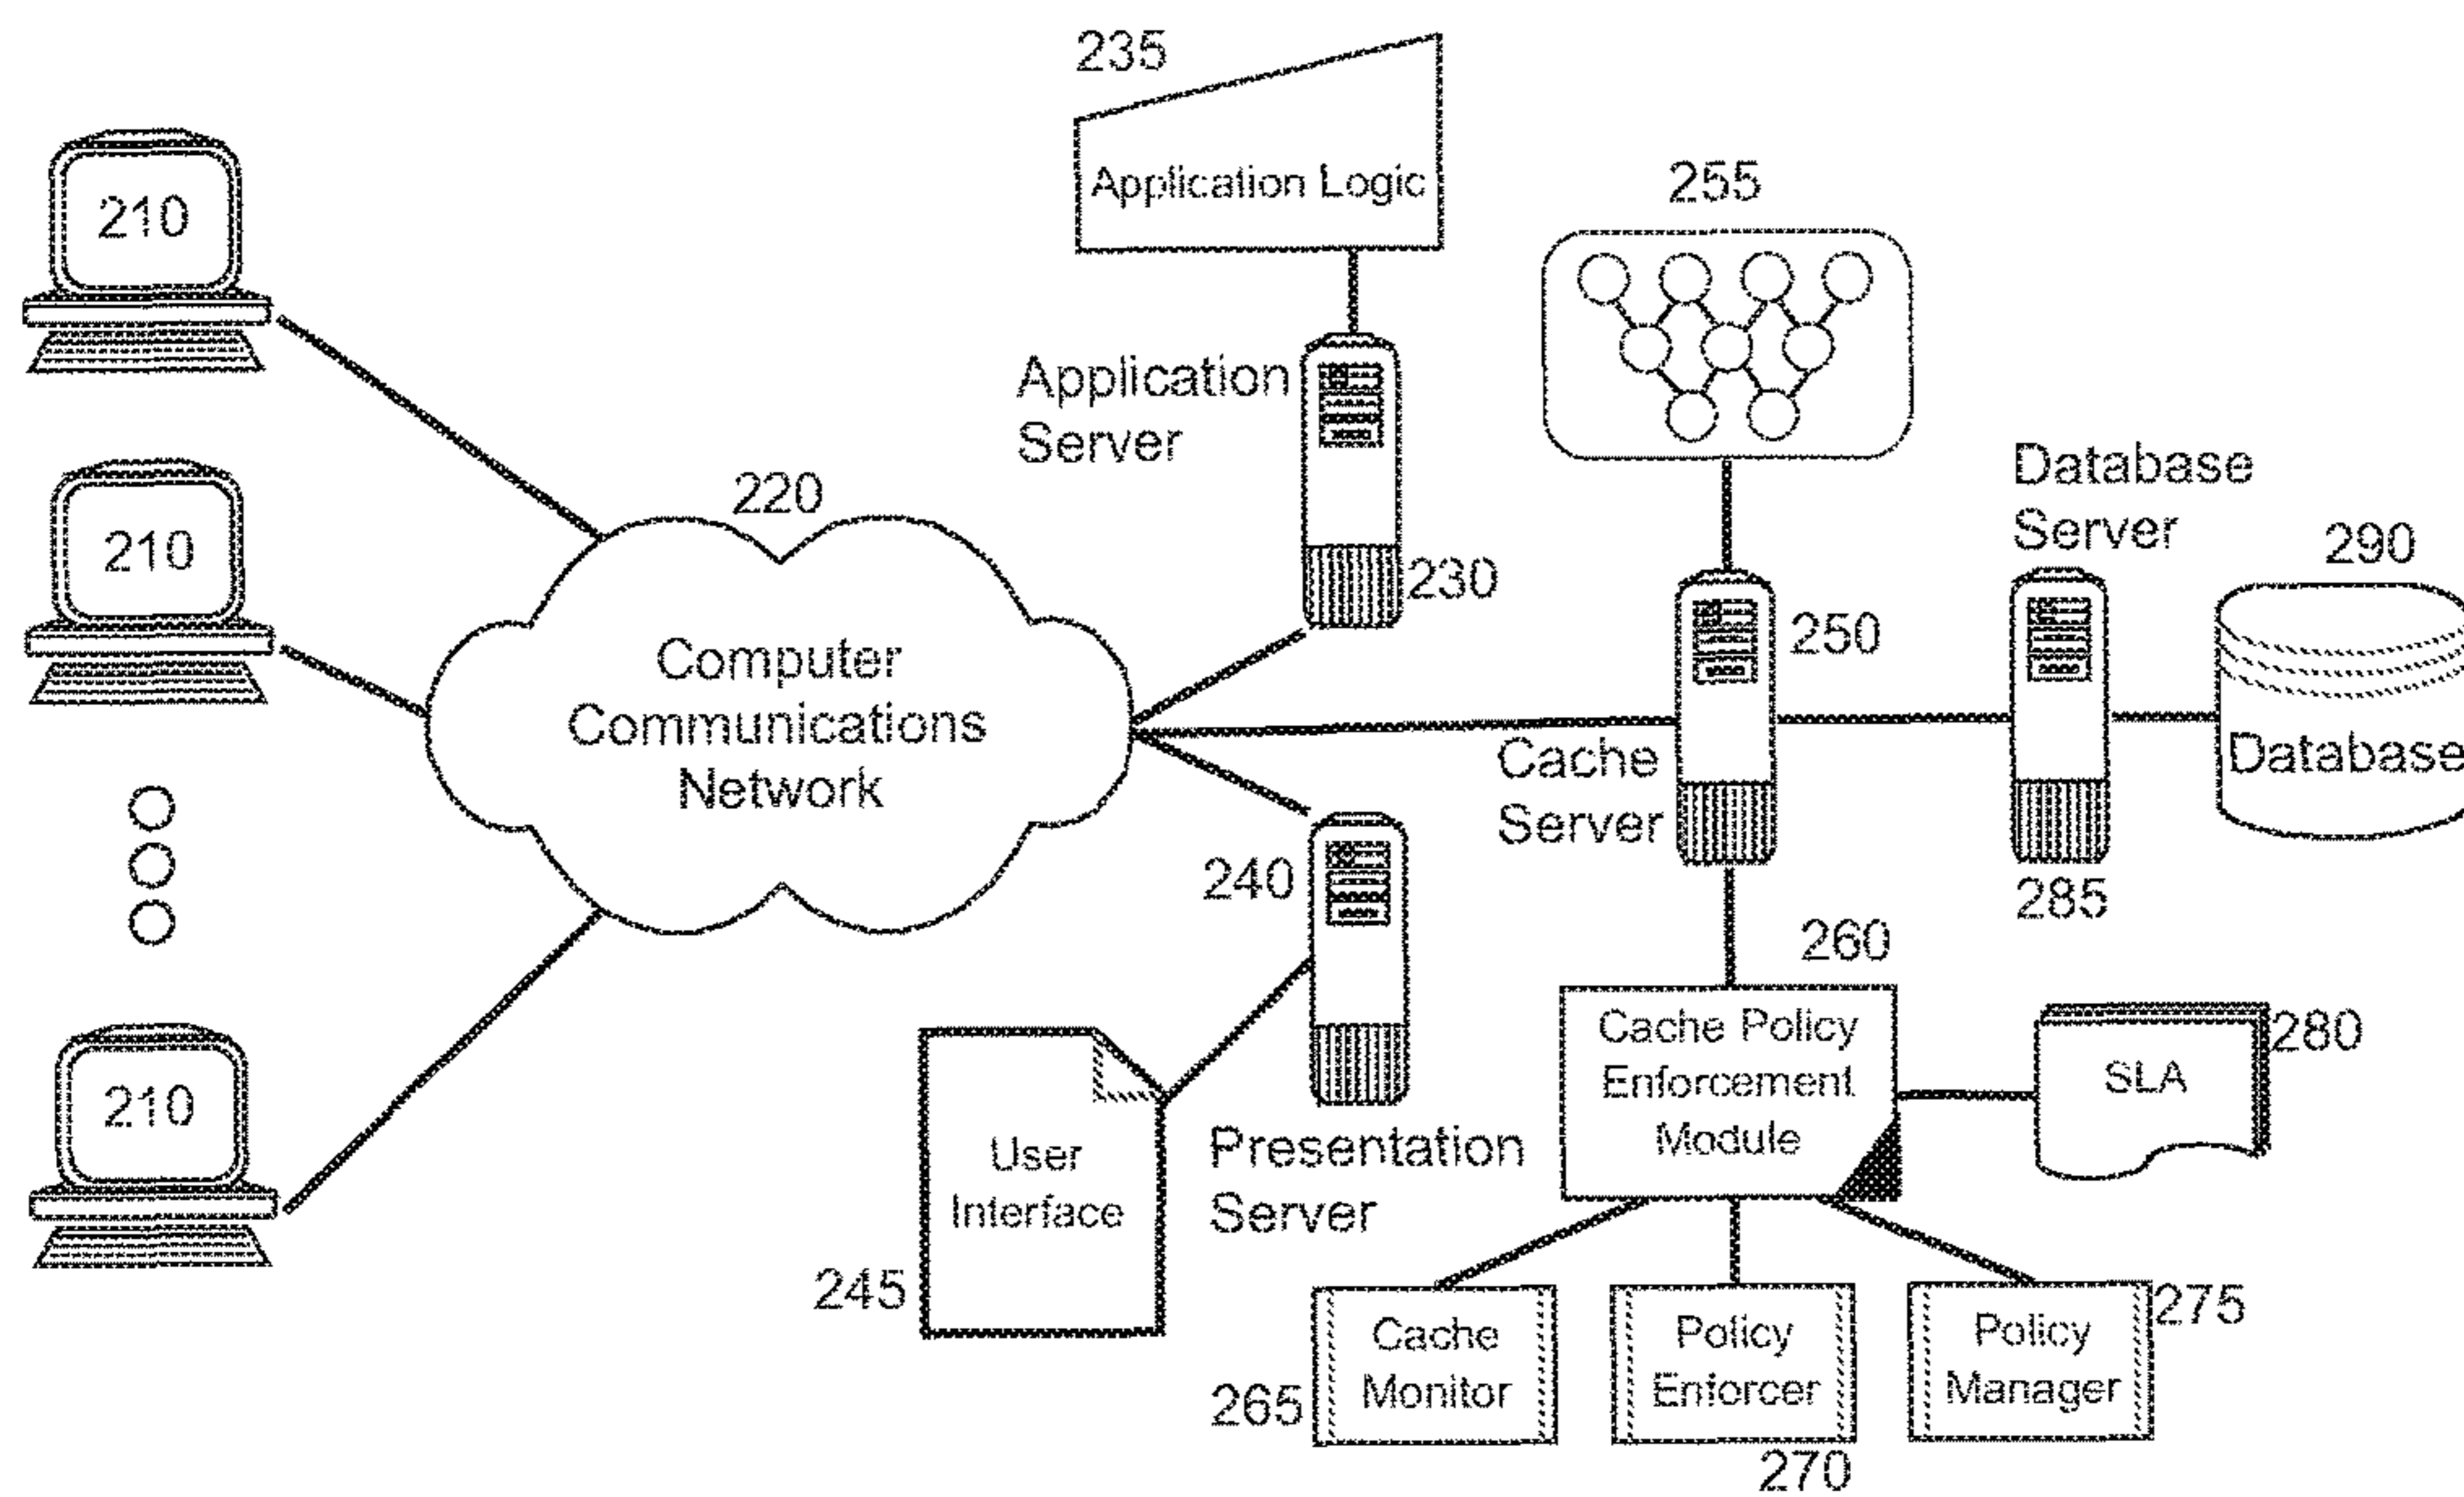 235
Application Logic
210
255
Application
Server
Database
Server
290
220
210
230
250
Computer
Communications
Network
Cache
Server
Database
240
285
260
Cache Policy
Enforcement
Module
280
SLA
210
User
Interface
Presentation
Server
245
275
Cache
Monitor
Policy
Enforcer
Policy
Manager
265
270